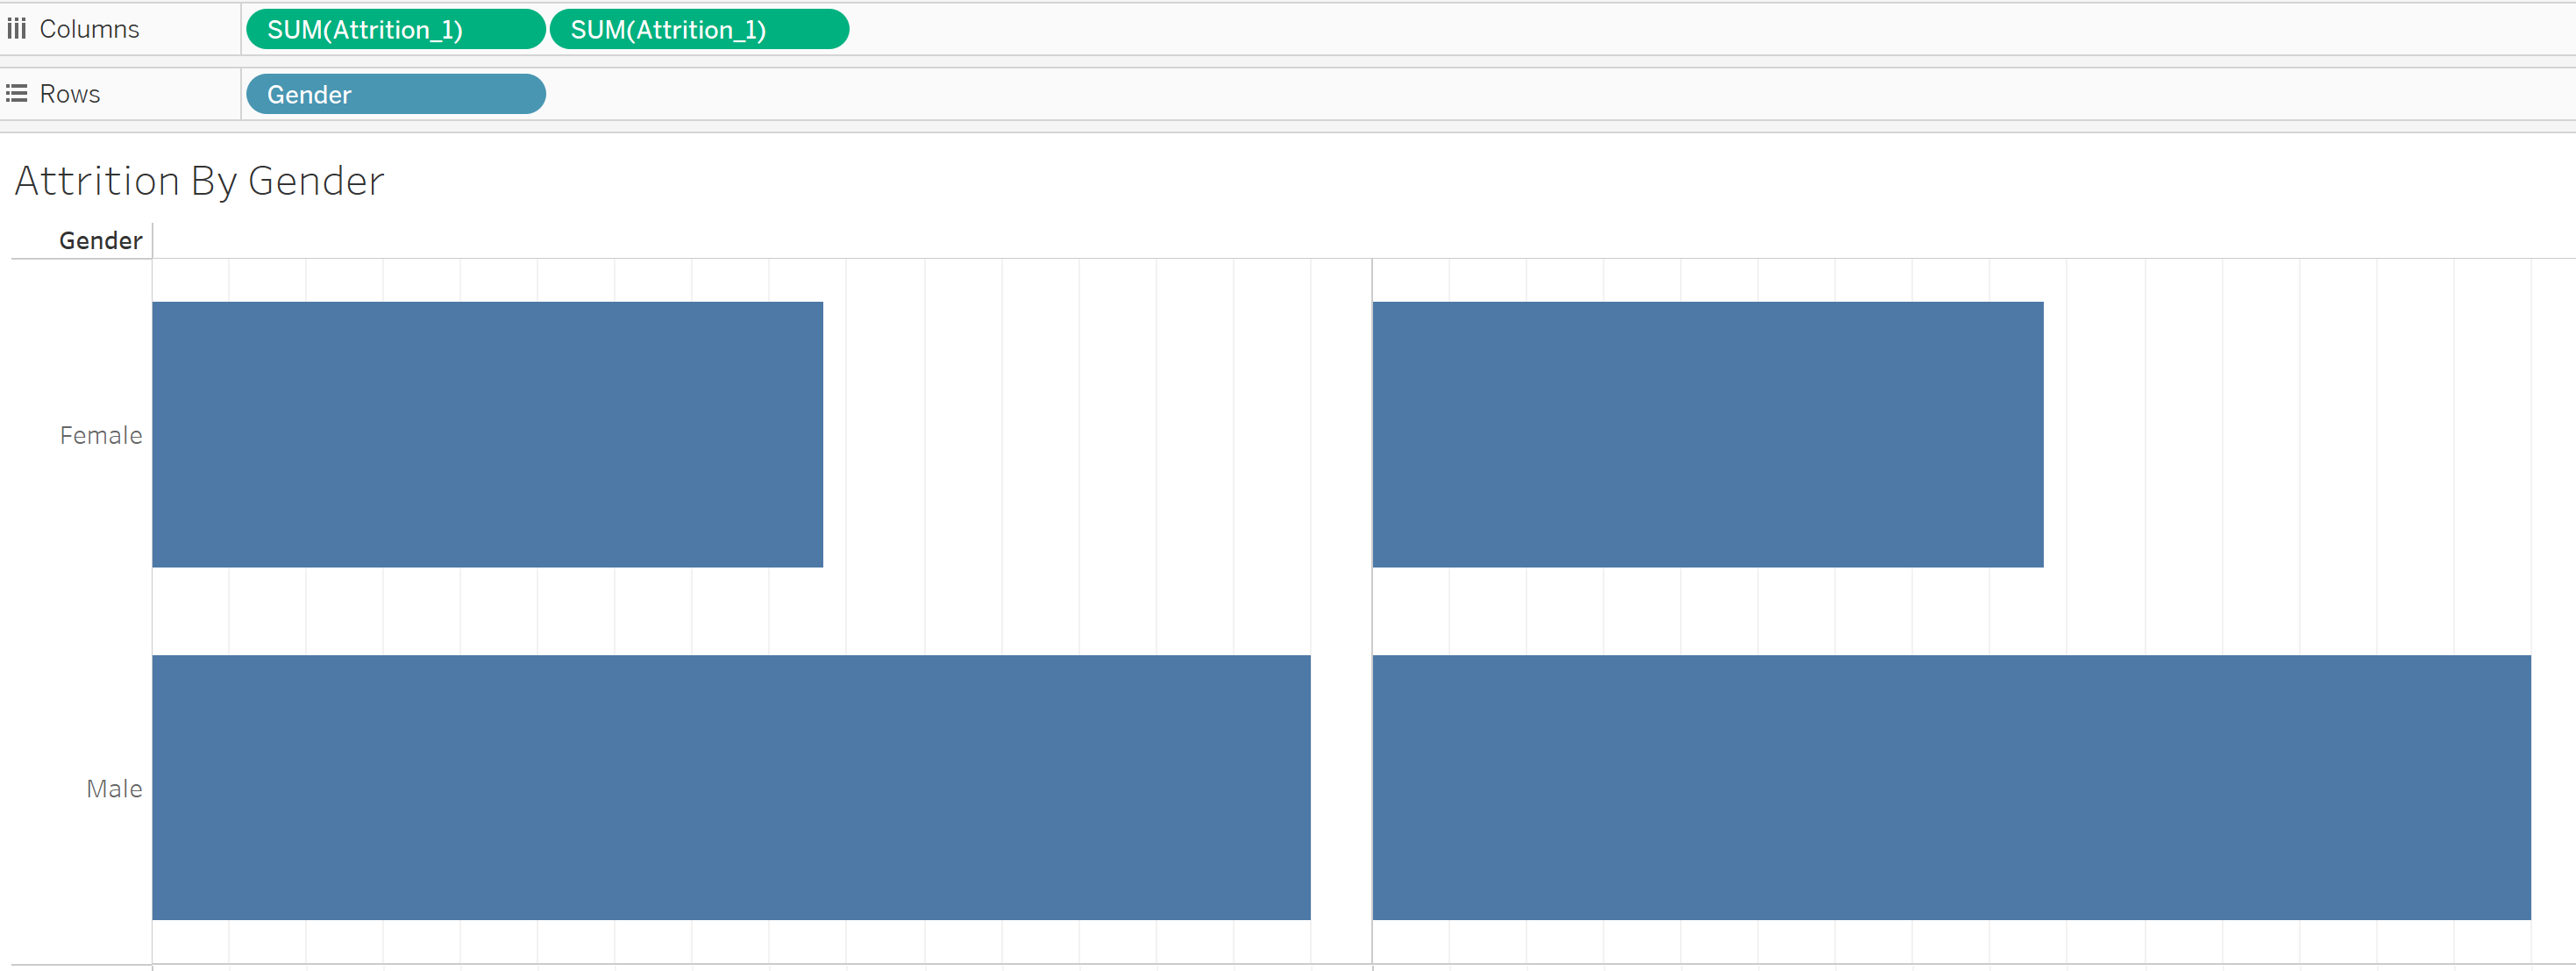 Columns SUM(Attrition_1) SUM(Attrition_1)
Rows Gender
Attrition By Gender
Gender
Female
Male